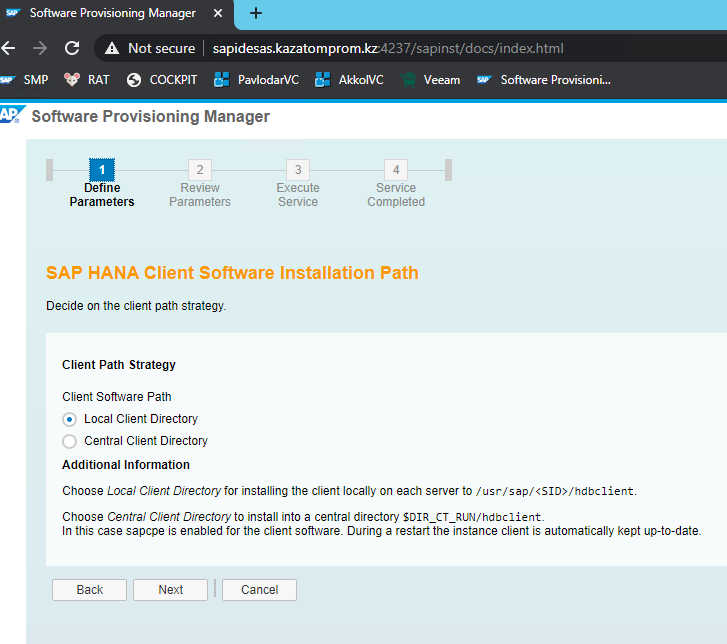 SAP Software Provisioning Manager × +
Not secure sapidesas.kazatomprom.kz:4237/sapinst/docs/index.html
SAP SMP RAT COCKPIT PavlodarVC AkkolVC Veeam SAP Software Provisioni...
AP® Software Provisioning Manager
1 2 3 4
Define Parameters
Review Parameters
Execute Service
Service Completed
SAP HANA Client Software Installation Path
Decide on the client path strategy.
Client Path Strategy
Client Software Path
Local Client Directory
Central Client Directory
Additional Information
Choose Local Client Directory for installing the client locally on each server to /usr/sap/<SID>/hdbclient.
Choose Central Client Directory to install into a central directory $DIR_CT_RUN/hdbclient.
In this case sapcpe is enabled for the client software. During a restart the instance client is automatically kept up-to-date.
Back Next Cancel